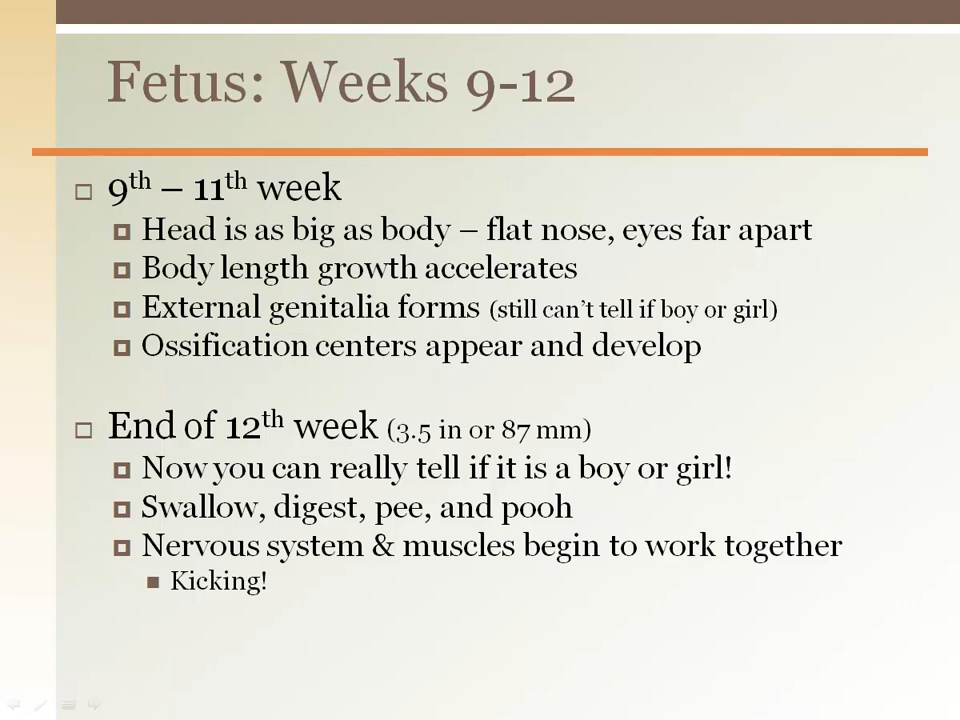 Fetus: Weeks 9-12
9th – 11th week
Head is as big as body – flat nose, eyes far apart
Body length growth accelerates
External genitalia forms (still can't tell if boy or girl)
Ossification centers appear and develop
End of 12th week (3.5 in or 87 mm)
Now you can really tell if it is a boy or girl!
Swallow, digest, pee, and pooh
Nervous system & muscles begin to work together
Kicking!